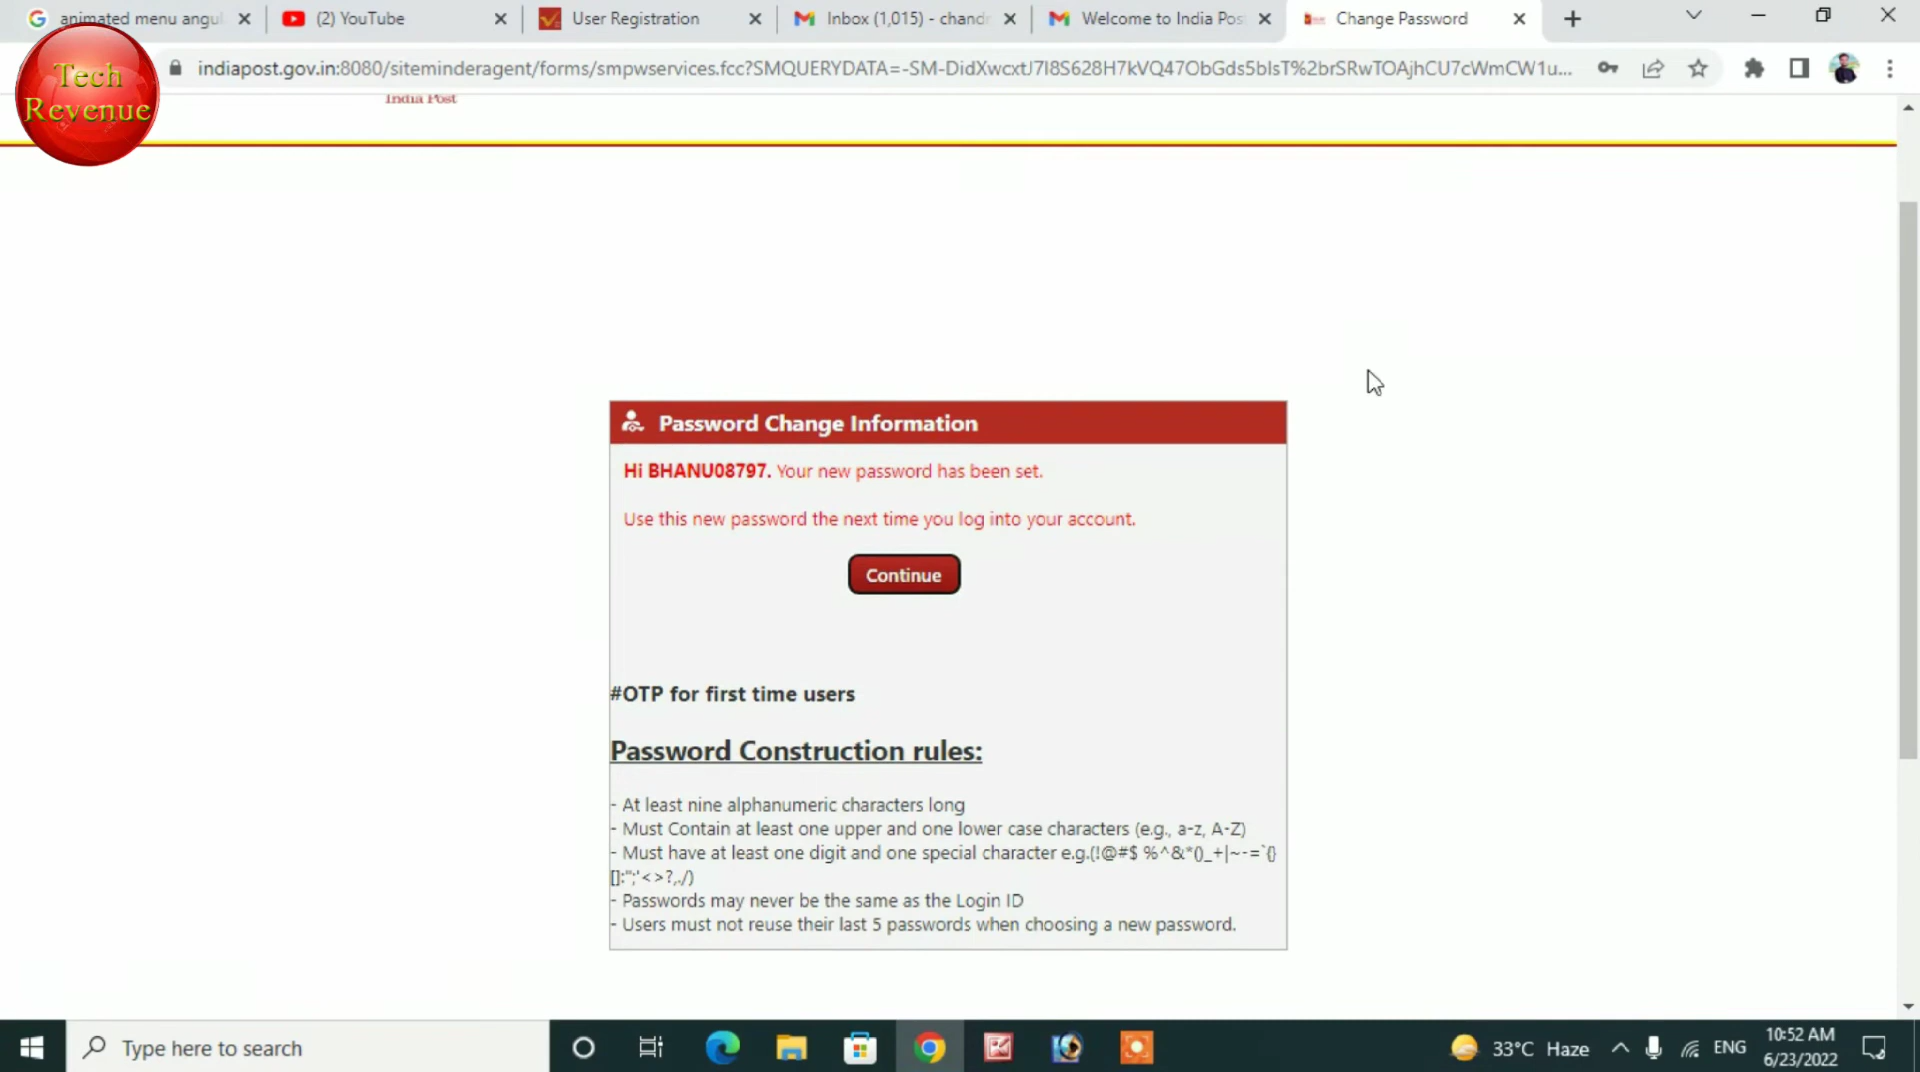 animated menu angul
(2) YouTube
User Registration
Inbox (1,015) - chand
Welcome to India Pos
Change Password
Tech
Revenue
indiapost.gov.in:8080/siteminderagent/forms/smpwservices.fcc?SMQUERYDATA=-SM-DidXwcxtJ7I8S628H7kVQ47ObGds5bIsT%2brSRwTOAjhCU7cWmCW1u...
India Post
Password Change Information
Hi BHANU08797. Your new password has been set.
Use this new password the next time you log into your account.
Continue
#OTP for first time users
Password Construction rules:
- At least nine alphanumeric characters long
- Must Contain at least one upper and one lower case characters (e.g., a-z, A-Z)
- Must have at least one digit and one special character e.g.(!@#$ %^&*()_+|~-=`{}
[]:";'<>?,./)
- Passwords may never be the same as the Login ID
- Users must not reuse their last 5 passwords when choosing a new password.
Type here to search
33°C Haze
ENG
10:52 AM
6/23/2022